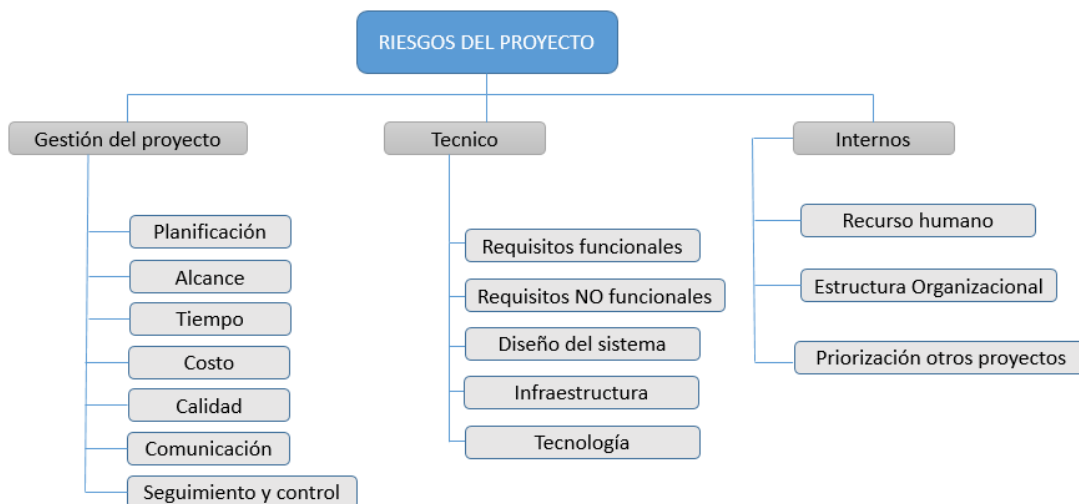 RIESGOS DEL PROYECTO
Gestión del proyecto
Planificación
Alcance
Tiempo
Costo
Calidad
Comunicación
Seguimiento y control
Tecnico
Requisitos funcionales
Requisitos NO funcionales
Diseño del sistema
Infraestructura
Tecnología
Internos
Recurso humano
Estructura Organizacional
Priorización otros proyectos